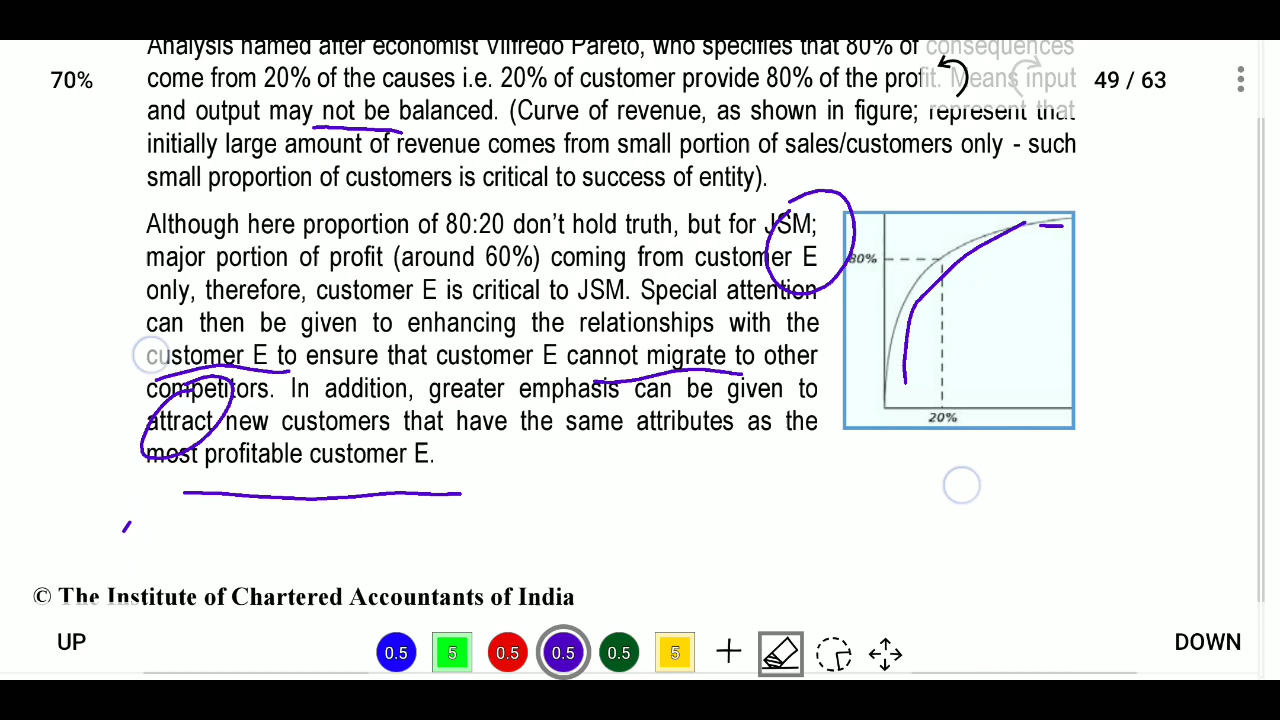 Analysis named after economist Vilfredo Pareto, who specifies that 80% of consequences
70%
come from 20% of the causes i.e. 20% of customer provide 80% of the profit. Means input
49 / 63
and output may not be balanced. (Curve of revenue, as shown in figure; represent that
initially large amount of revenue comes from small portion of sales/customers only - such
small proportion of customers is critical to success of entity).
Although here proportion of 80:20 don't hold truth, but for JSM;
major portion of profit (around 60%) coming from customer E
only, therefore, customer E is critical to JSM. Special attention
can then be given to enhancing the relationships with the
customer E to ensure that customer E cannot migrate to other
competitors. In addition, greater emphasis can be given to
attract new customers that have the same attributes as the
most profitable customer E.
80%
20%
© The Institute of Chartered Accountants of India
UP
0.5 5 0.5 0.5 0.5 5
DOWN